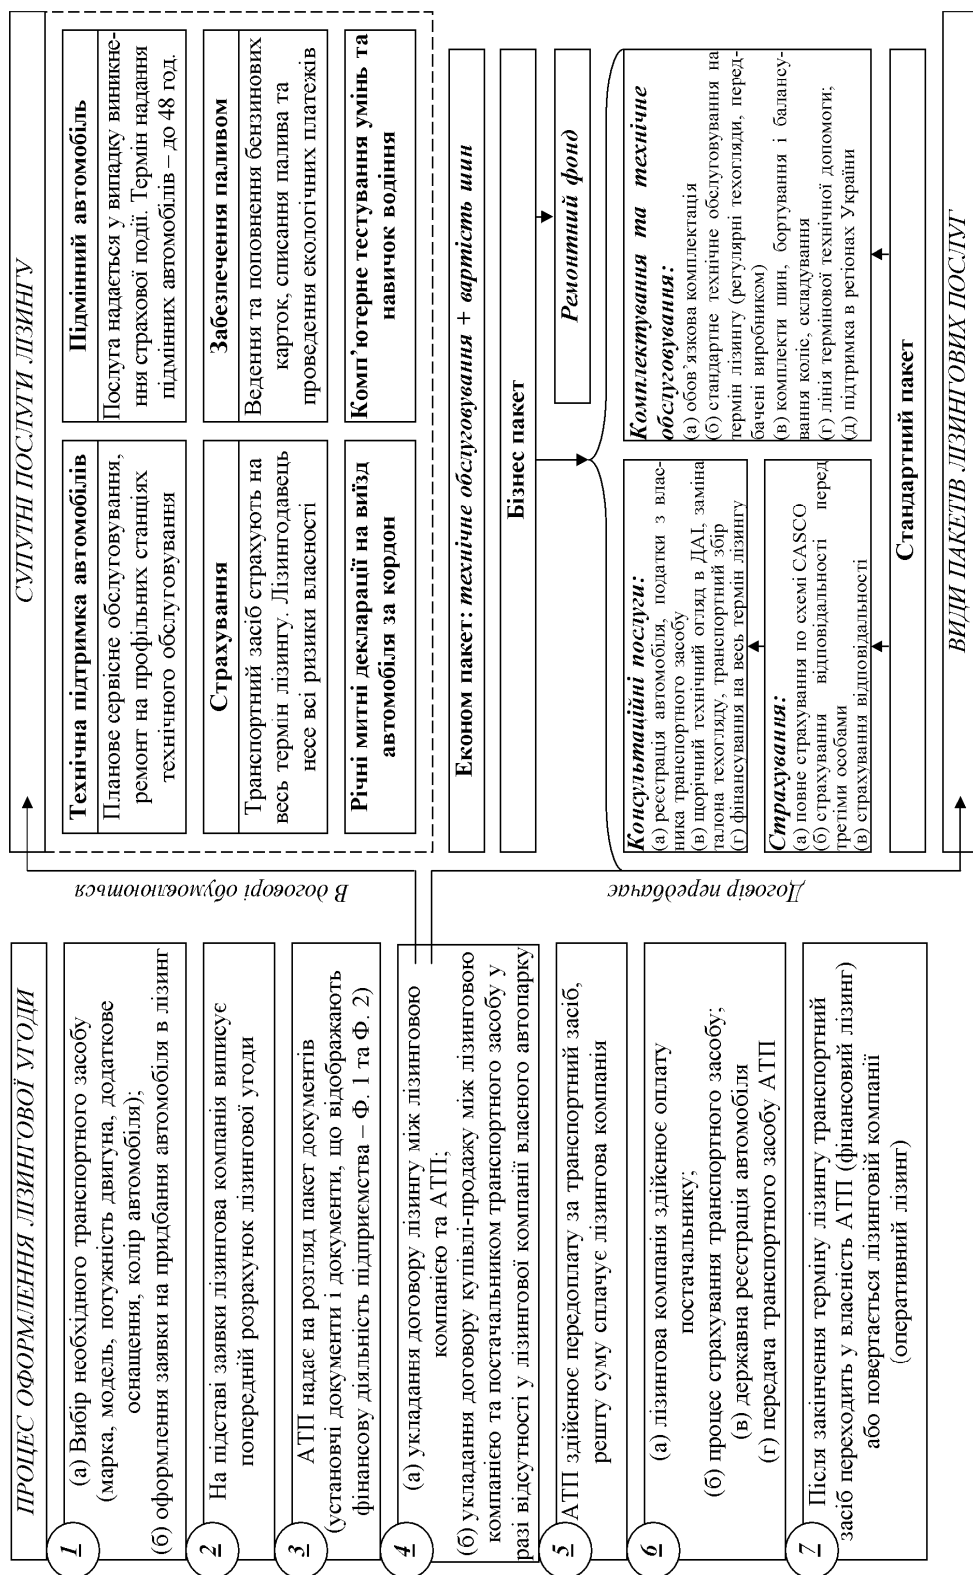 ПРОЦЕС ОФОРМЛЕННЯ ЛІЗИНГОВОЇ УГОДИ
1
(а) Вибір необхідного транспортного засобу
(марка, модель, потужність двигуна, додаткове
оснащення, колір автомобіля);
(б) оформлення заявки на придбання автомобіля в лізинг
2
На підставі заявки лізингова компанія виписує
попередній розрахунок лізингової угоди
3
АТП надає на розгляд пакет документів
(установчі документи і документи, що відображають
фінансову діяльність підприємства – Ф. 1 та Ф. 2)
4
(а) укладання договору лізингу між лізинговою
компанією та АТП;
(б) укладання договору купівлі-продажу між лізинговою
компанією та постачальником транспортного засобу у
разі відсутності у лізингової компанії власного автопарку
5
АТП здійснює передоплату за транспортний засіб,
решту суму сплачує лізингова компанія
6
(а) лізингова компанія здійснює оплату
постачальнику;
(б) процес страхування транспортного засобу;
(в) державна реєстрація автомобіля
(г) передача транспортного засобу АТП
7
Після закінчення терміну лізингу транспортний
засіб переходить у власність АТП (фінансовий лізинг)
або повертається лізинговій компанії
(оперативний лізинг)
В договорі обумовлюються
Договір передбачає
СУПУТНІ ПОСЛУГИ ЛІЗИНГУ
Технічна підтримка автомобілів
Планове сервісне обслуговування,
ремонт на профільних станціях
технічного обслуговування
Підмінний автомобіль
Послуга надається у випадку виникне-
ння страхової події. Термін надання
підмінних автомобілів – до 48 год.
Страхування
Транспортний засіб страхують на
весь термін лізингу. Лізингодавець
несе всі ризики власності
Забезпечення паливом
Ведення та поповнення бензинових
карток, списання палива та
проведення екологічних платежів
Річні митні декларації на виїзд
автомобіля за кордон
Комп’ютерне тестування умінь та
навичок водіння
Економ пакет: технічне обслуговування + вартість шин
Бізнес пакет
Ремонтний фонд
Консультаційні послуги:
(а) реєстрація автомобіля, податки з влас-
ника транспортного засобу
(в) щорічний технічний огляд в ДАІ, заміна
талона техогляду, транспортний збір
(г) фінансування на весь термін лізингу
Комплектування та технічне
обслуговування:
(а) обов’язкова комплектація
(б) стандартне технічне обслуговування на
термін лізингу (регулярні техогляди, перед-
бачені виробником)
(в) комплекти шин, бортування і балансу-
вання коліс, складування
(г) лінія термінової технічної допомоги;
(д) підтримка в регіонах України
Страхування:
(а) повне страхування по схемі CASCO
(б) страхування відповідальності перед
третіми особами
(в) страхування відповідальності
Стандартний пакет
ВИДИ ПАКЕТІВ ЛІЗИНГОВИХ ПОСЛУГ